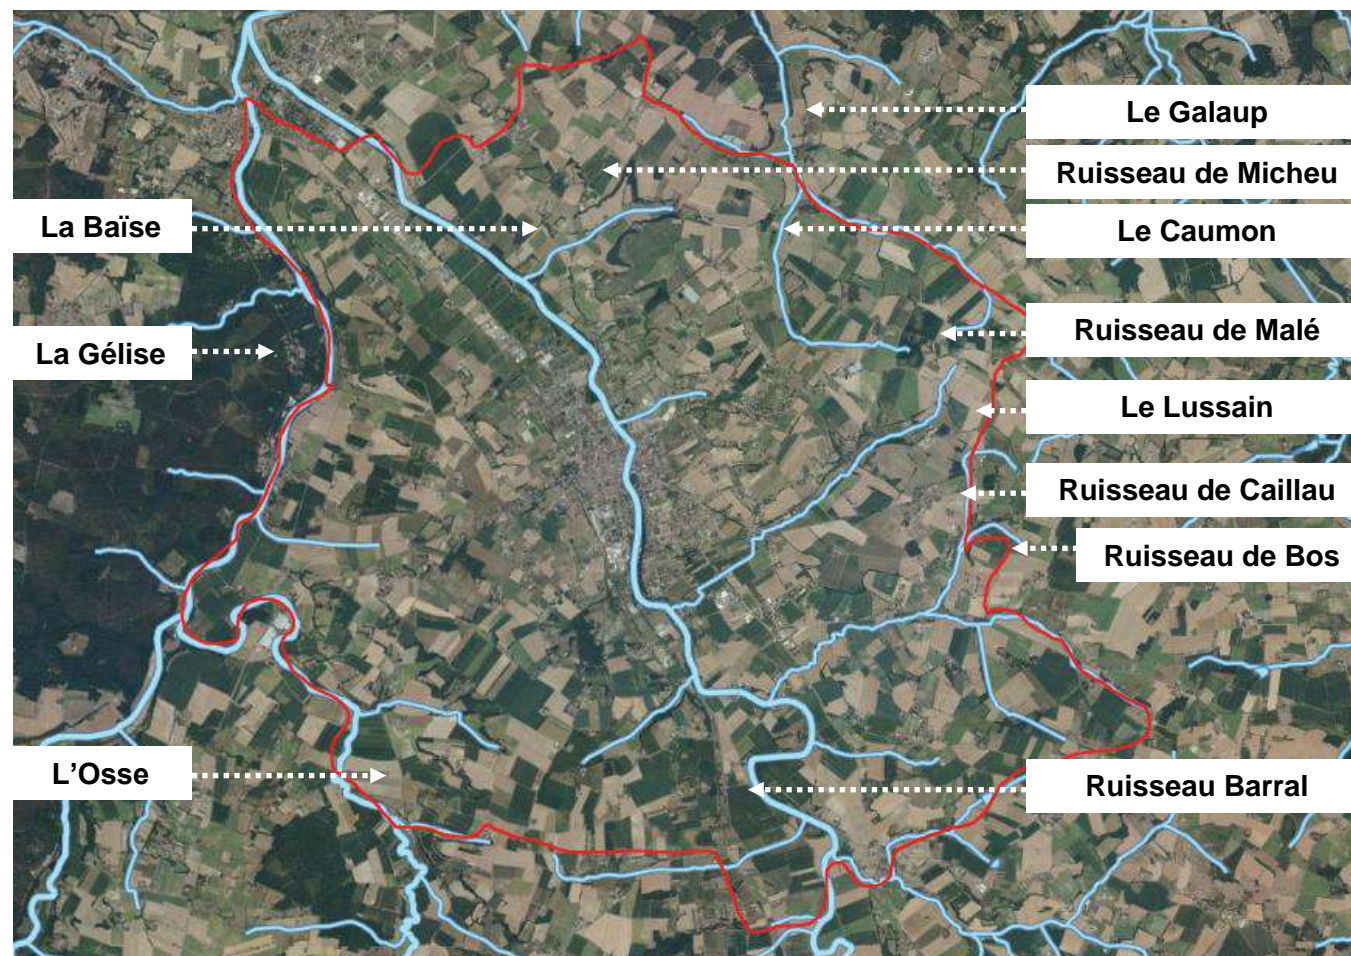 Le Galaup
Ruisseau de Micheu
La Baïse
Le Caumon
Ruisseau de Malé
La Gélise
Le Lussain
Ruisseau de Caillau
Ruisseau de Bos
L'Osse
Ruisseau Barral